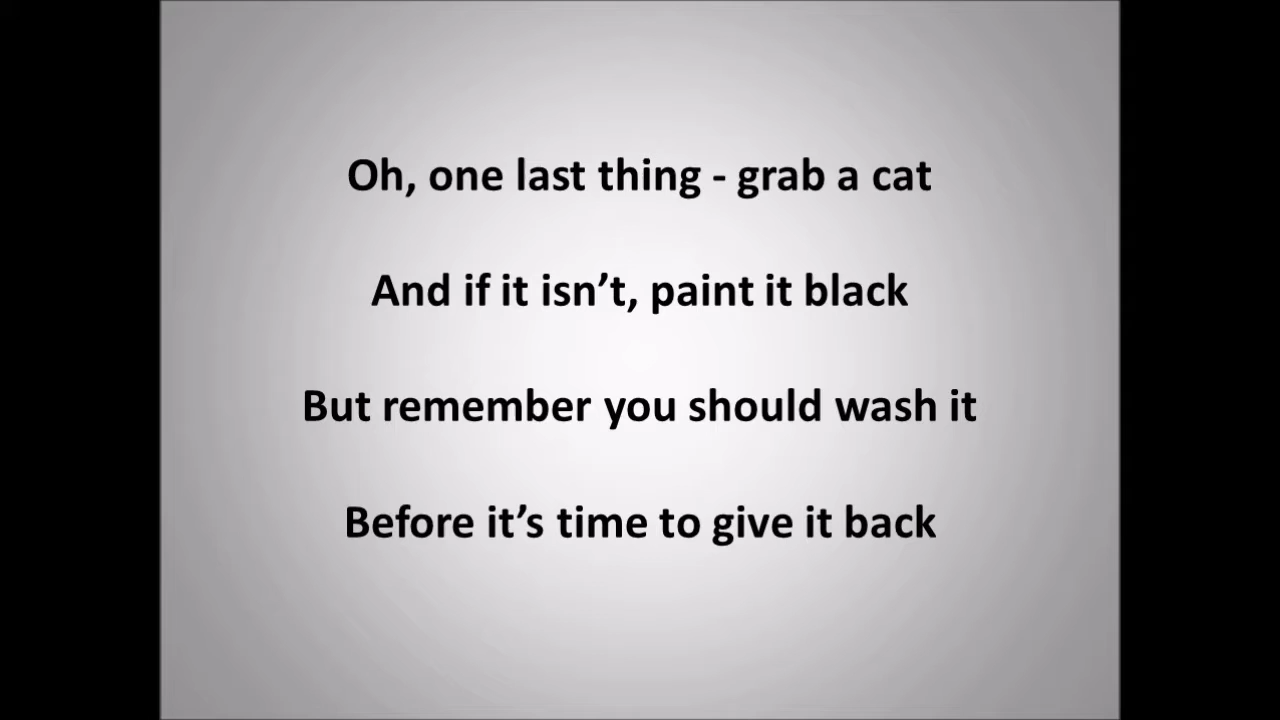 Oh, one last thing - grab a cat
And if it isn’t, paint it black
But remember you should wash it
Before it’s time to give it back